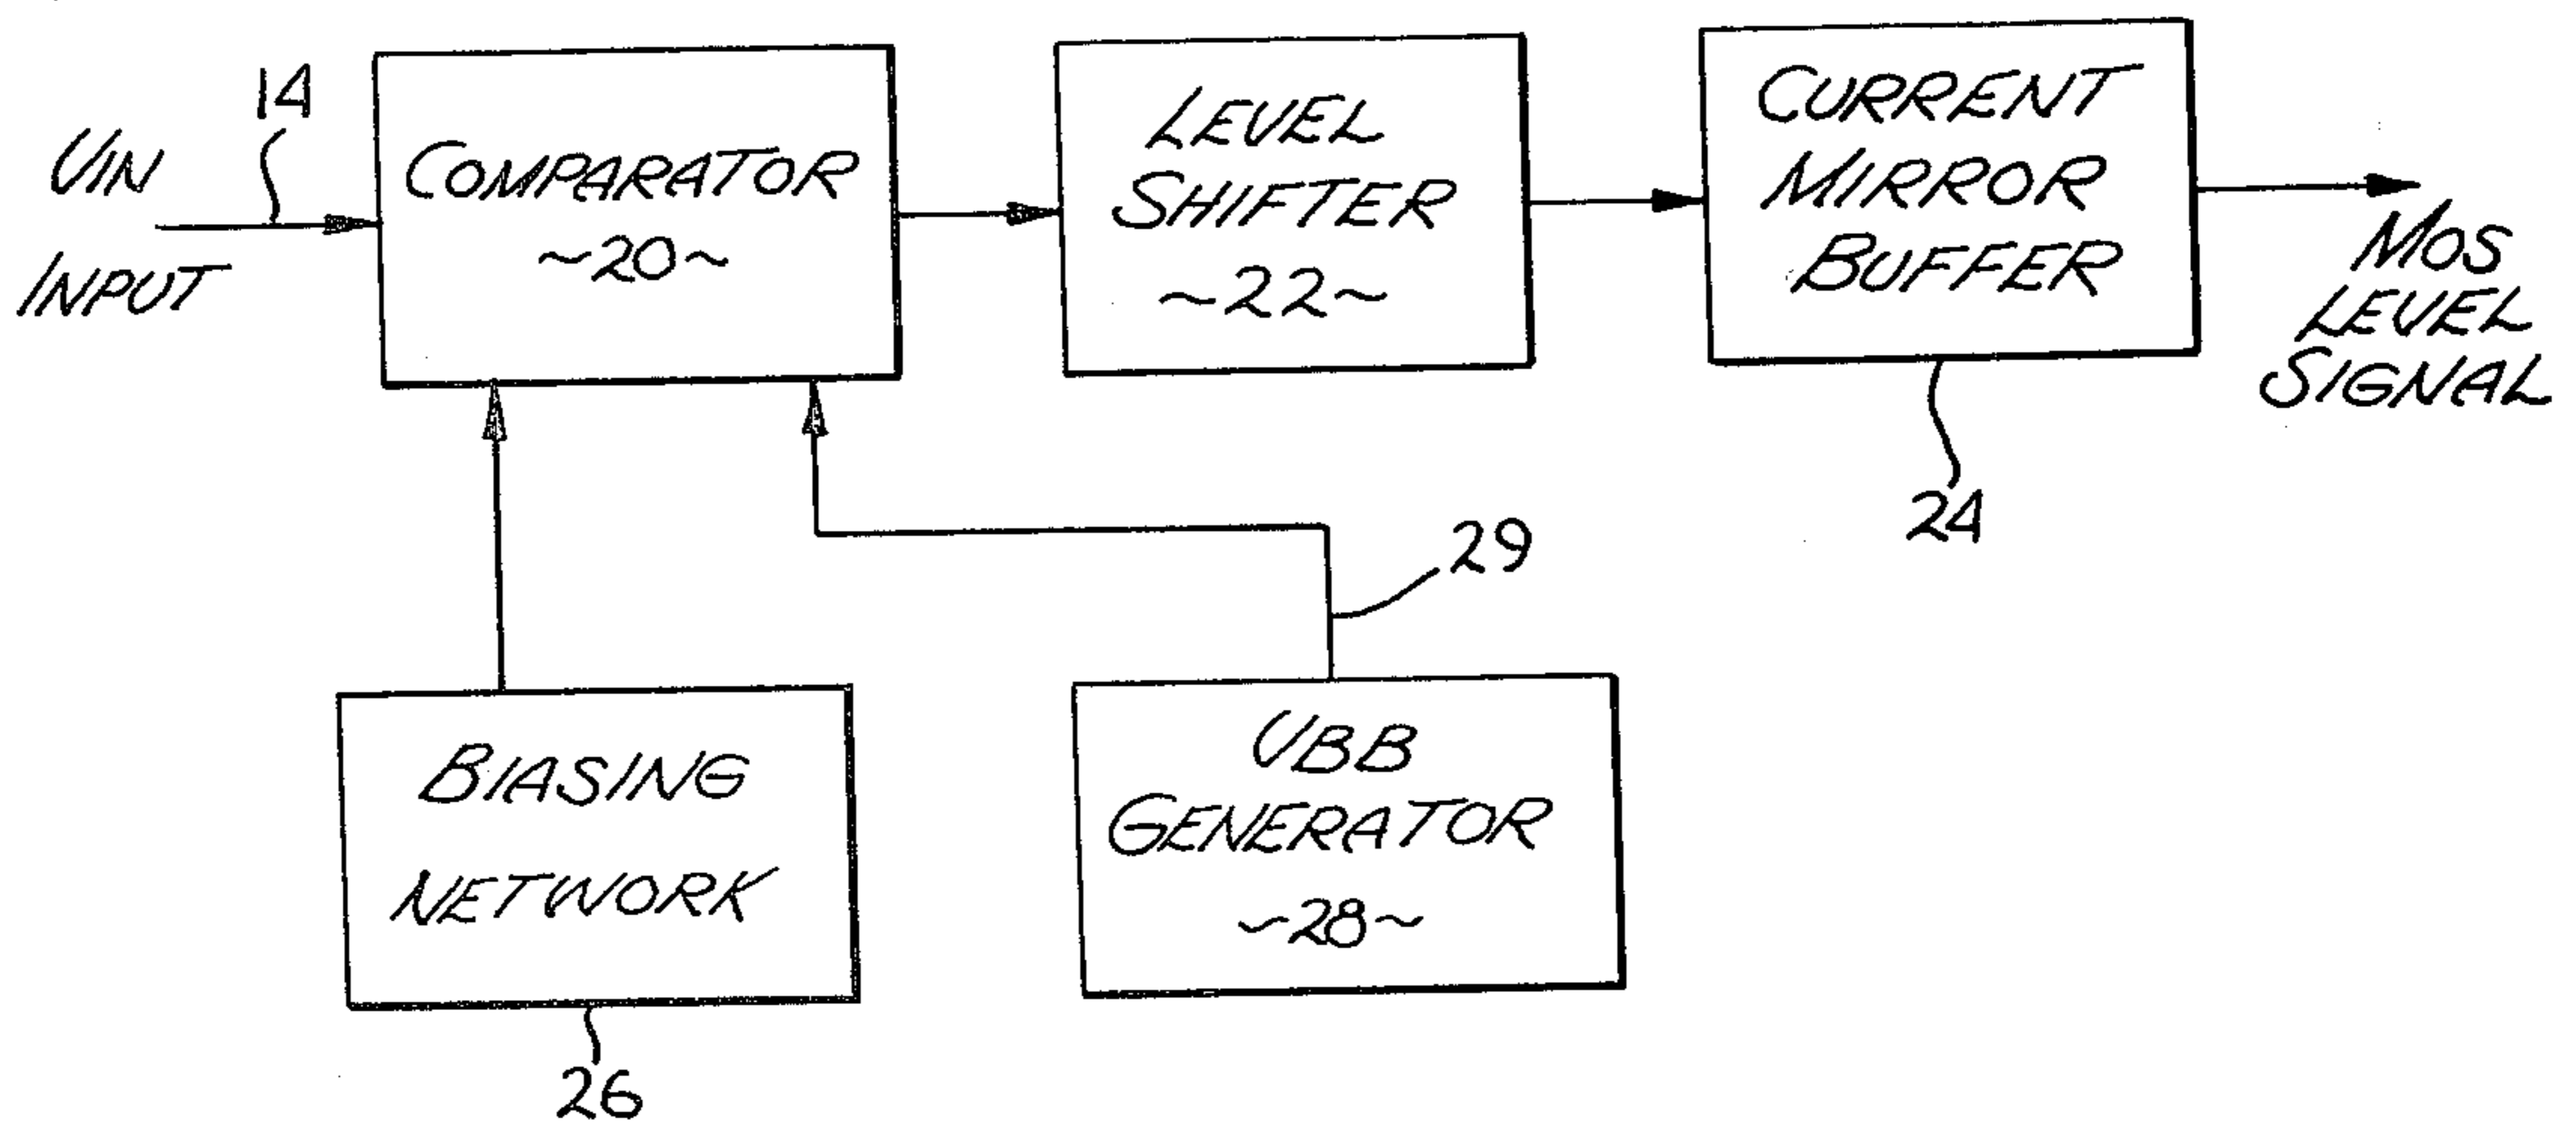 14
VIN
INPUT
COMPARATOR
~20~
LEVEL
SHIFTER
~22~
CURRENT
MIRROR
BUFFER
24
MOS
LEVEL
SIGNAL
29
BIASING
NETWORK
26
VBB
GENERATOR
~28~